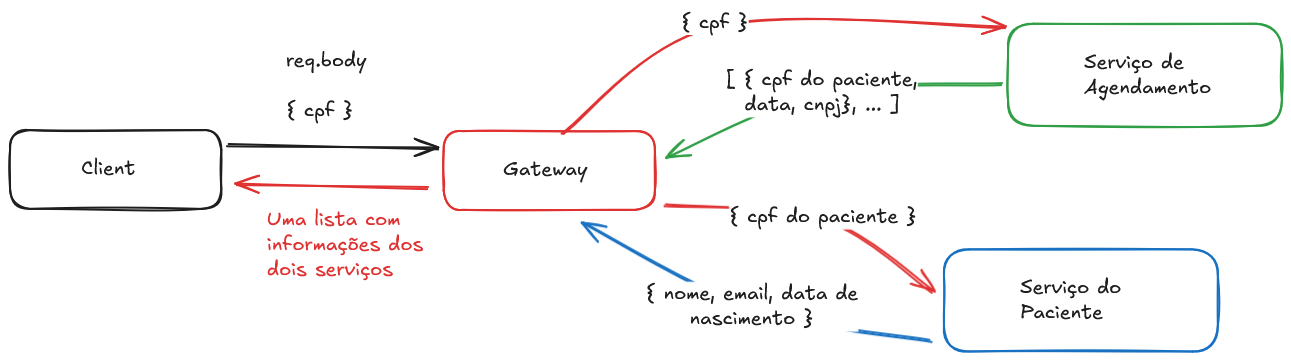 req.body
{ cpf }
Client
Uma lista com
informações dos
dois serviços
Gateway
{ cpf }
[ { cpf do paciente,
data, cnpj}, ... ]
Serviço de
Agendamento
{ cpf do paciente }
{ nome, email, data de
nascimento }
Serviço do
Paciente